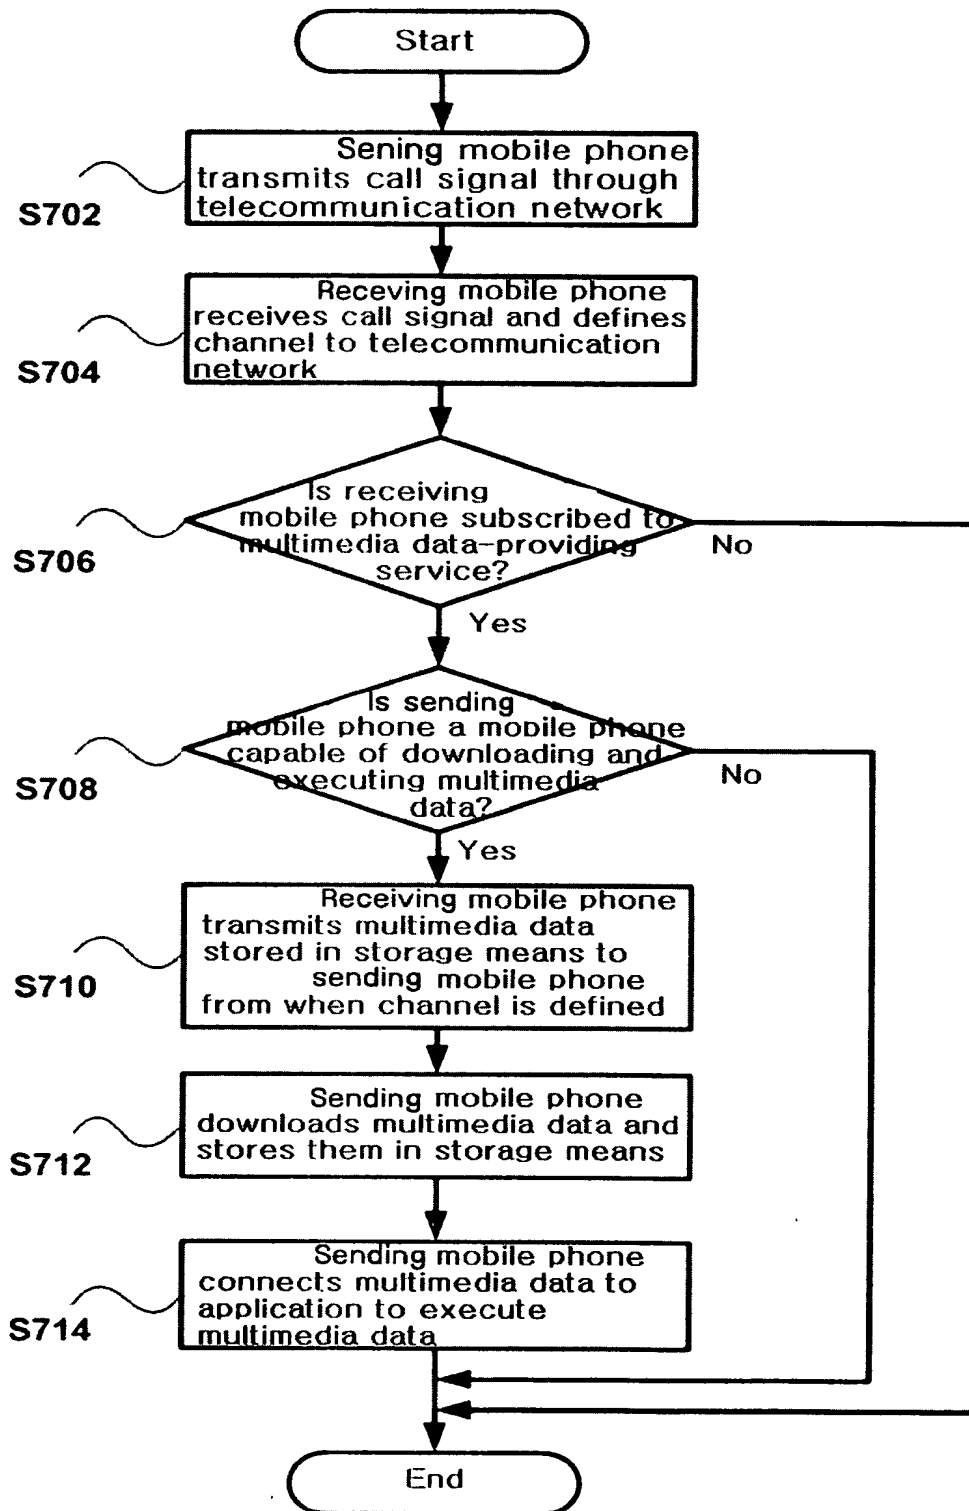 Start
Sening mobile phone
transmits call signal through
telecommunication network
S702
Receving mobile phone
receives call signal and defines
channel to telecommunication
network
S704
Is receiving
mobile phone subscribed to
multimedia data-providing
service?
S706
No
Yes
Is sending
mobile phone a mobile phone
capable of downloading and
executing multimedia
data?
S708
No
Yes
Receiving mobile phone
transmits multimedia data
stored in storage means to
sending mobile phone
from when channel is defined
S710
Sending mobile phone
downloads multimedia data and
stores them in storage means
S712
Sending mobile phone
connects multimedia data to
application to execute
multimedia data
S714
End